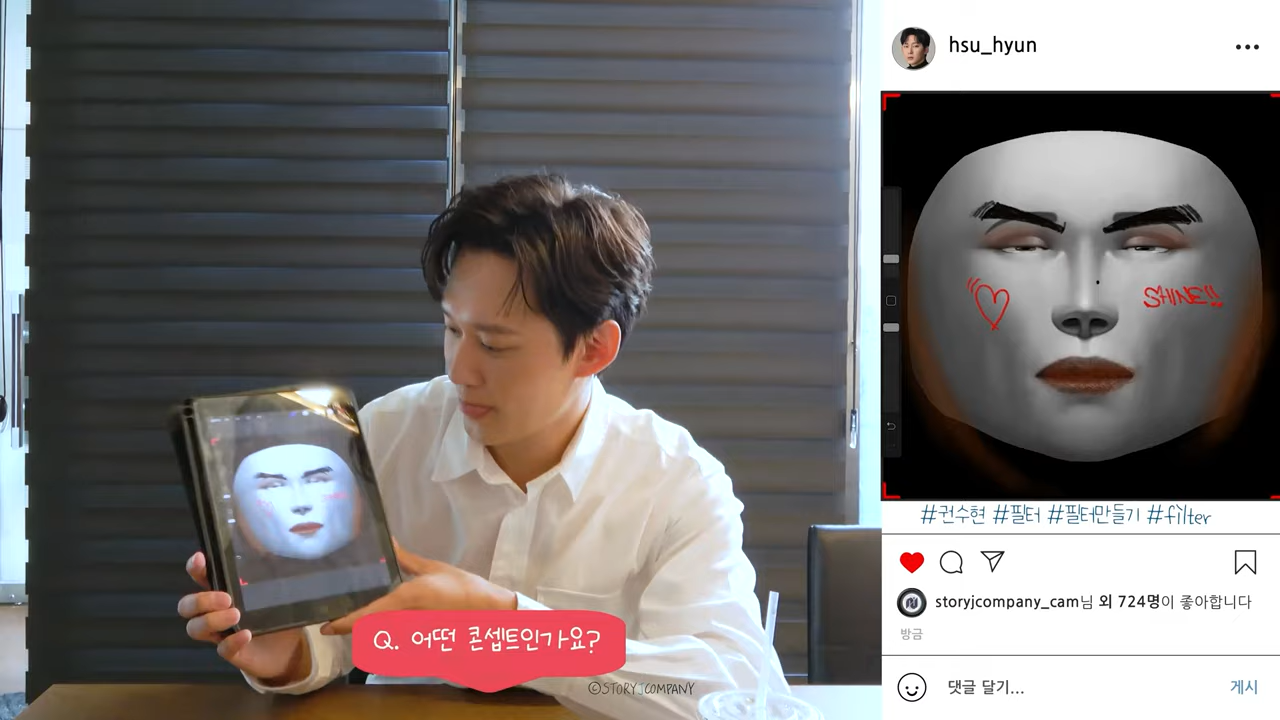 hsu_hyun
SHINE!!
#권수현 #필터 #필터만들기 #filter
storyjcompany_cam님 외 724명이 좋아합니다
방금
댓글 달기...
게시
Q. 어떤 콘셉트인가요?
©STORYJCOMPANY